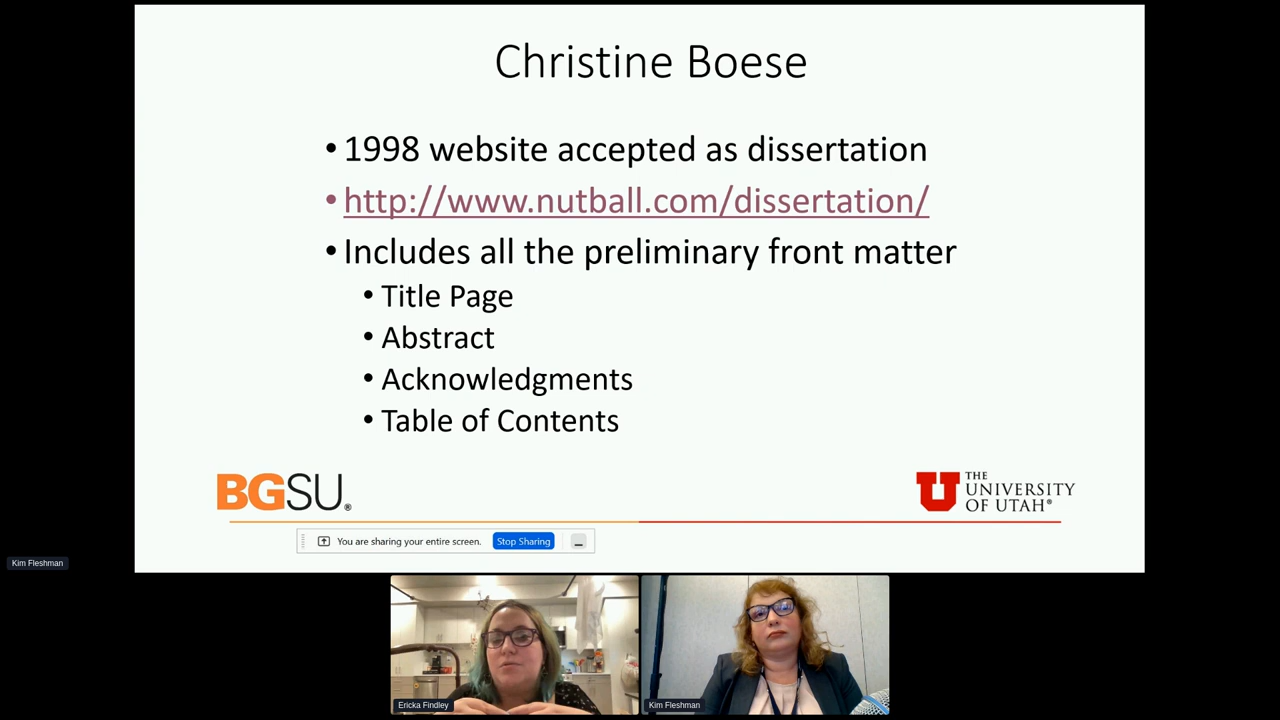 Christine Boese
• 1998 website accepted as dissertation
• http://www.nutball.com/dissertation/
• Includes all the preliminary front matter
• Title Page
• Abstract
• Acknowledgments
• Table of Contents
BGSU®
THE
UNIVERSITY
OF UTAH®
You are sharing your entire screen. Stop Sharing
Kim Fleshman
Ericka Findley
Kim Fleshman